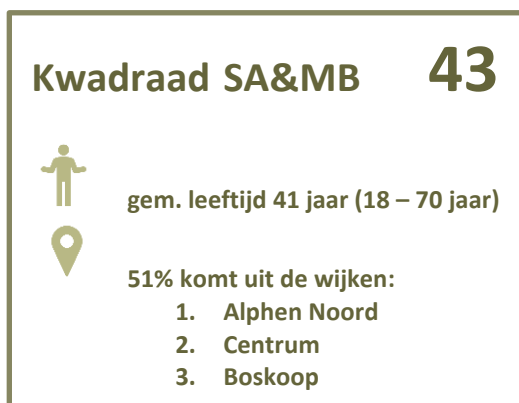 Kwadraad SA&MB 43
gem. leeftijd 41 jaar (18 – 70 jaar)
51% komt uit de wijken:
1. Alphen Noord
2. Centrum
3. Boskoop